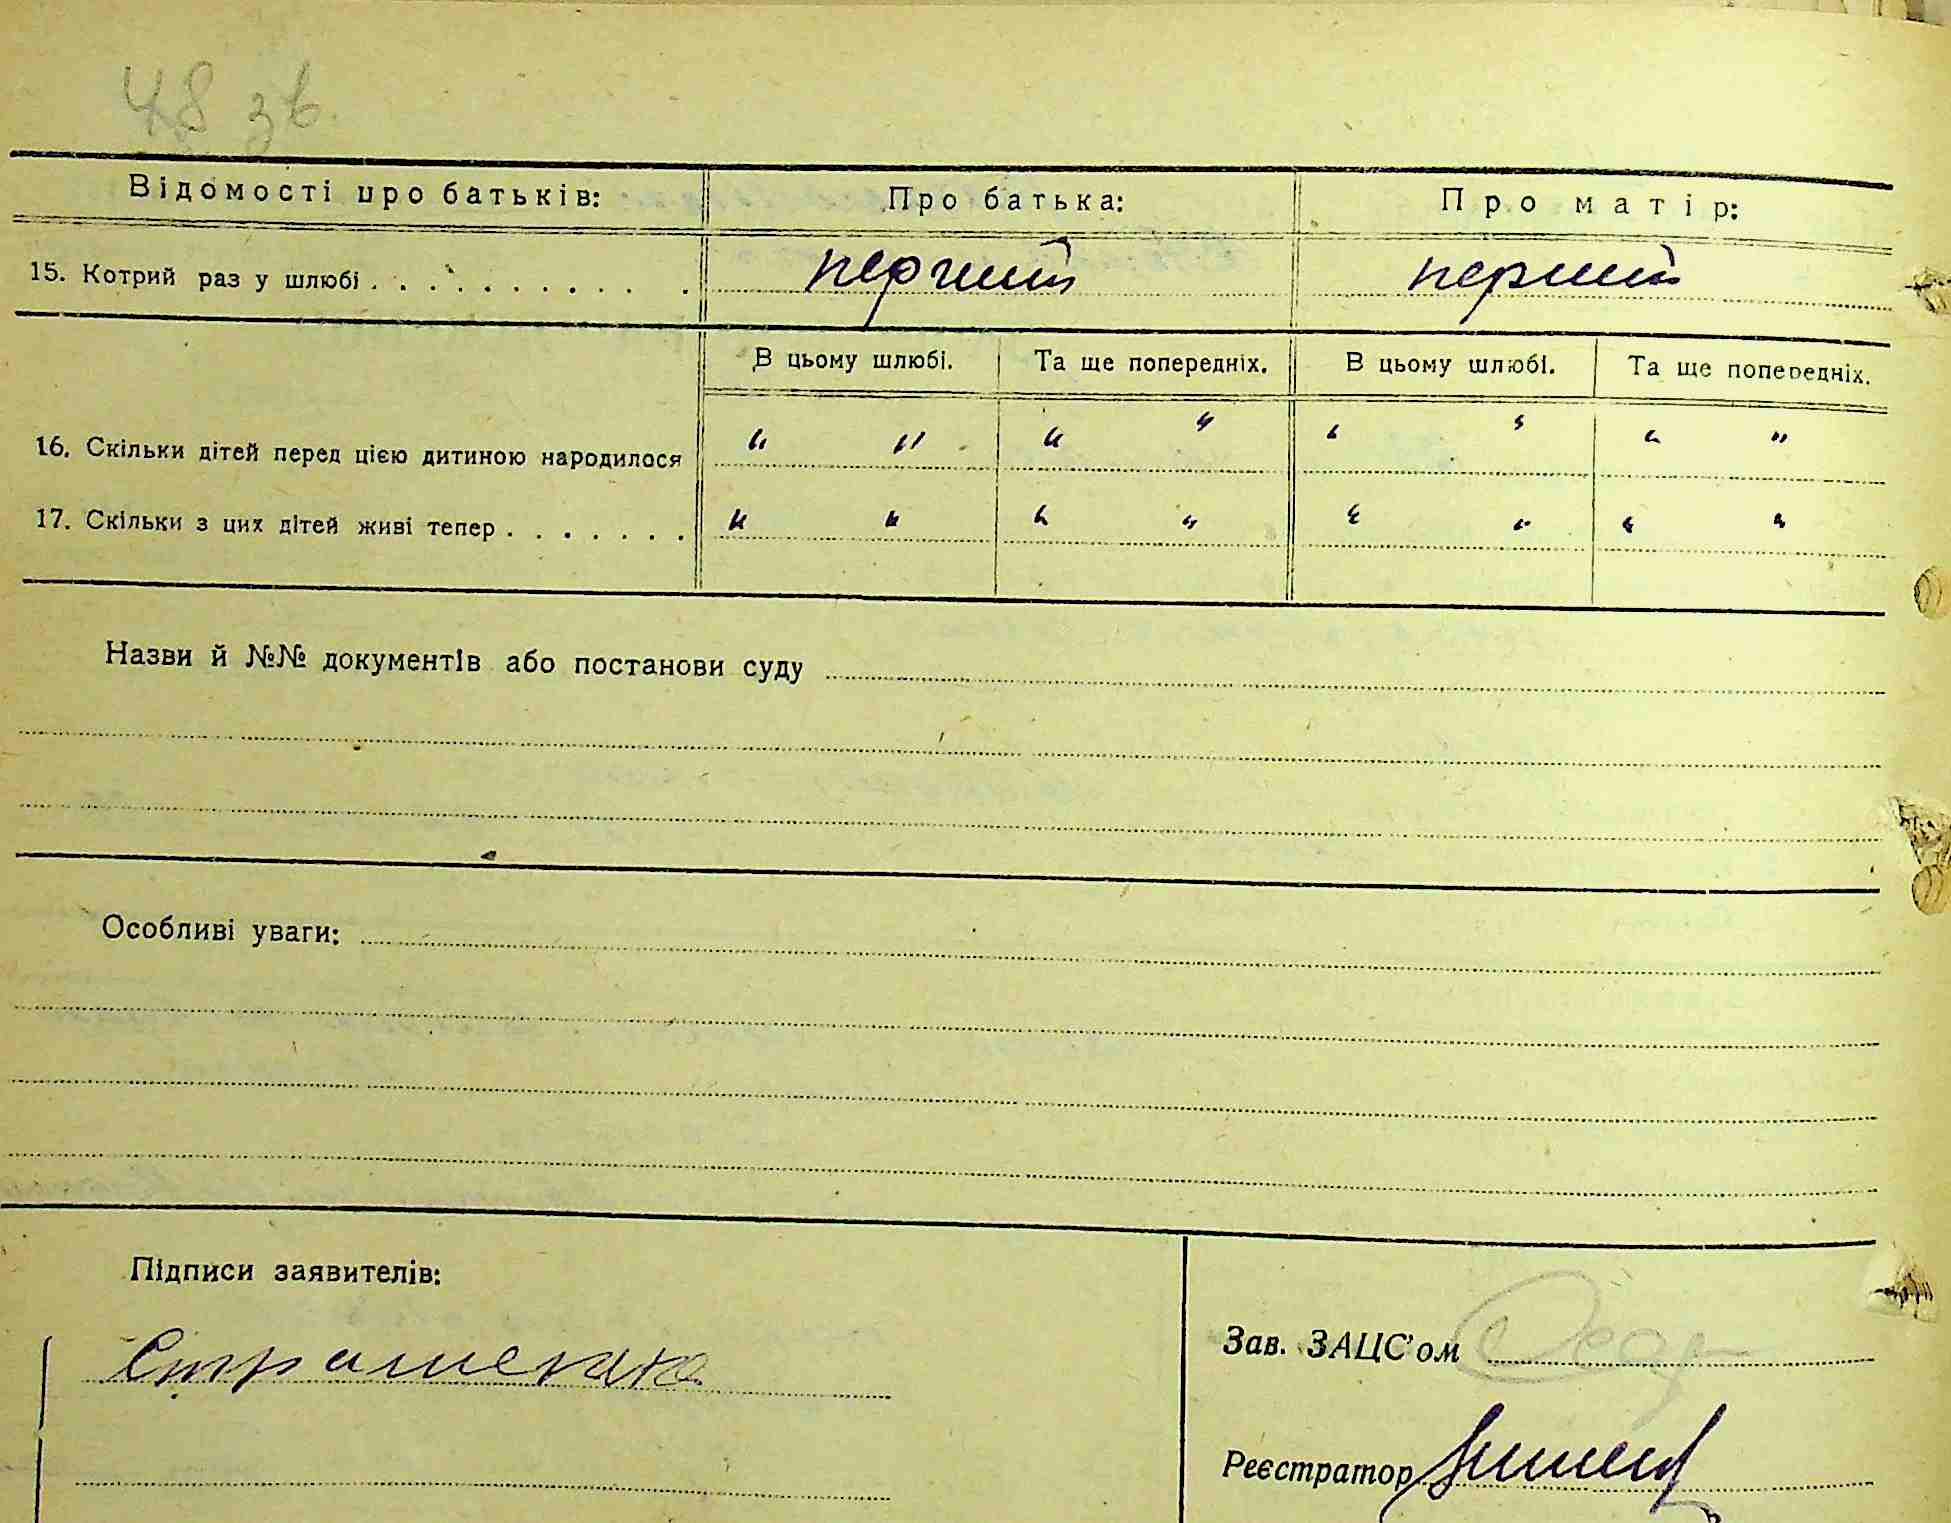 48 зв.
Відомості про батьків: Про батька: Про матір:
15. Котрий раз у шлюбі . . . . . . . . . . . перший перший
В цьому шлюбі. Та ще попередніх. В цьому шлюбі. Та ще попередніх.
16. Скільки дітей перед цією дитиною народилося " " " " " " " "
17. Скільки з цих дітей живі тепер . . . . . . . " " " " " " " "
Назви й №№ документів або постанови суду
Особливі уваги:
Підписи заявителів:
Зав. ЗАЦС'ом
Реєстратор